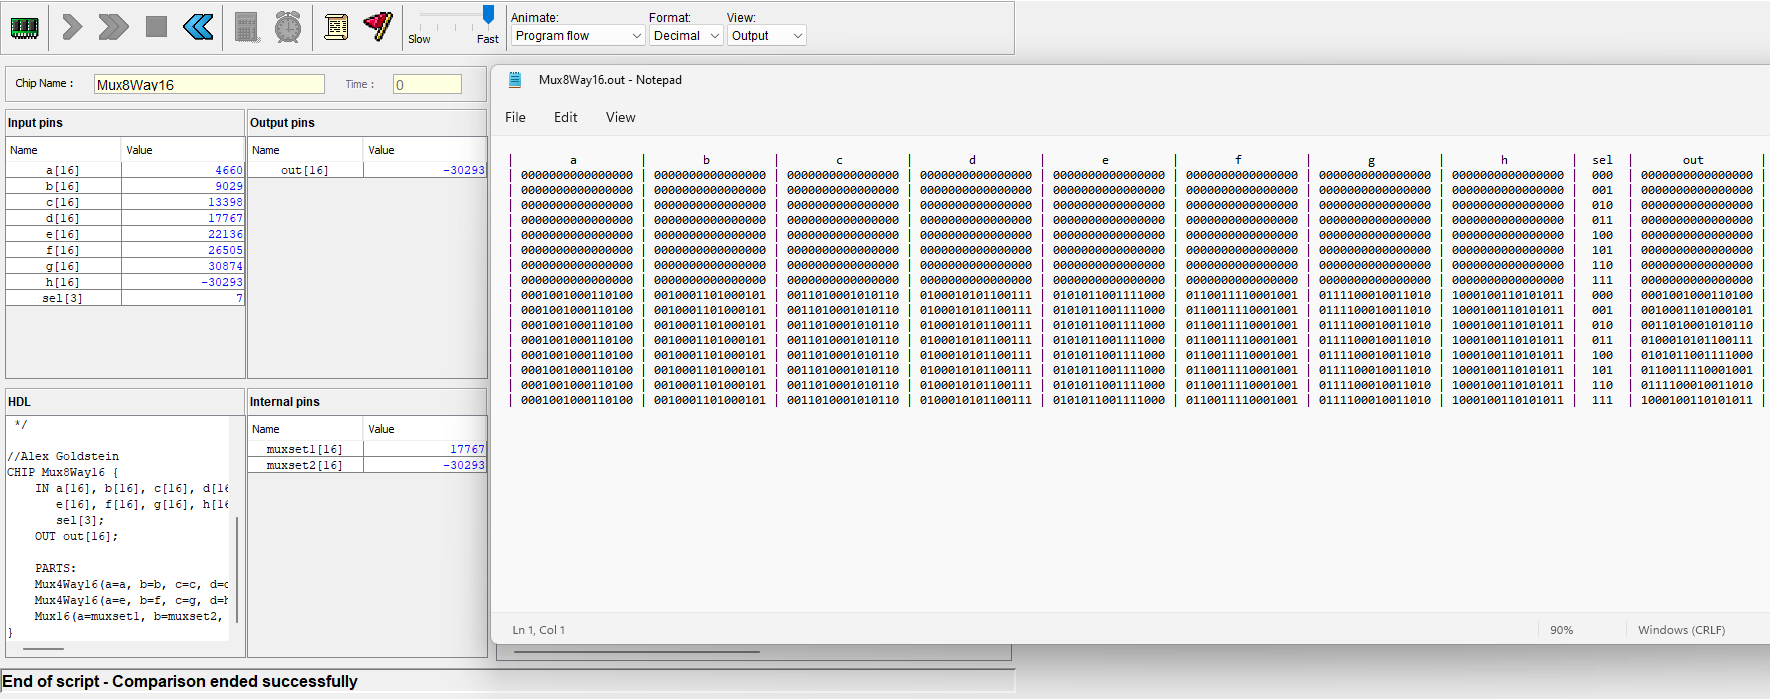 Slow
Fast
Animate:
Program flow
Format:
Decimal
View:
Output
Chip Name :
Mux8Way16
Time :
0
Input pins
Name Value
a[16] 4660
b[16] 9029
c[16] 13398
d[16] 17767
e[16] 22136
f[16] 26505
g[16] 30874
h[16] -30293
sel[3] 7
Output pins
Name Value
out[16] -30293
HDL
*/
//Alex Goldstein
CHIP Mux8Way16 {
IN a[16], b[16], c[16], d[16
e[16], f[16], g[16], h[16
sel[3];
OUT out[16];
PARTS:
Mux4Way16(a=a, b=b, c=c, d=d
Mux4Way16(a=e, b=f, c=g, d=h
Mux16(a=muxset1, b=muxset2,
}
Internal pins
Name Value
muxset1[16] 17767
muxset2[16] -30293
Mux8Way16.out - Notepad
File Edit View
| a | b | c | d | e | f | g | h | sel | out |
| 0000000000000000 | 0000000000000000 | 0000000000000000 | 0000000000000000 | 0000000000000000 | 0000000000000000 | 0000000000000000 | 0000000000000000 | 000 | 0000000000000000 |
| 0000000000000000 | 0000000000000000 | 0000000000000000 | 0000000000000000 | 0000000000000000 | 0000000000000000 | 0000000000000000 | 0000000000000000 | 001 | 0000000000000000 |
| 0000000000000000 | 0000000000000000 | 0000000000000000 | 0000000000000000 | 0000000000000000 | 0000000000000000 | 0000000000000000 | 0000000000000000 | 010 | 0000000000000000 |
| 0000000000000000 | 0000000000000000 | 0000000000000000 | 0000000000000000 | 0000000000000000 | 0000000000000000 | 0000000000000000 | 0000000000000000 | 011 | 0000000000000000 |
| 0000000000000000 | 0000000000000000 | 0000000000000000 | 0000000000000000 | 0000000000000000 | 0000000000000000 | 0000000000000000 | 0000000000000000 | 100 | 0000000000000000 |
| 0000000000000000 | 0000000000000000 | 0000000000000000 | 0000000000000000 | 0000000000000000 | 0000000000000000 | 0000000000000000 | 0000000000000000 | 101 | 0000000000000000 |
| 0000000000000000 | 0000000000000000 | 0000000000000000 | 0000000000000000 | 0000000000000000 | 0000000000000000 | 0000000000000000 | 0000000000000000 | 110 | 0000000000000000 |
| 0000000000000000 | 0000000000000000 | 0000000000000000 | 0000000000000000 | 0000000000000000 | 0000000000000000 | 0000000000000000 | 0000000000000000 | 111 | 0000000000000000 |
| 0001001000110100 | 0010001101000101 | 0011010001010110 | 0100010101100111 | 0101011001111000 | 0110011110001001 | 0111100010011010 | 1000100110101011 | 000 | 0001001000110100 |
| 0001001000110100 | 0010001101000101 | 0011010001010110 | 0100010101100111 | 0101011001111000 | 0110011110001001 | 0111100010011010 | 1000100110101011 | 001 | 0010001101000101 |
| 0001001000110100 | 0010001101000101 | 0011010001010110 | 0100010101100111 | 0101011001111000 | 0110011110001001 | 0111100010011010 | 1000100110101011 | 010 | 0011010001010110 |
| 0001001000110100 | 0010001101000101 | 0011010001010110 | 0100010101100111 | 0101011001111000 | 0110011110001001 | 0111100010011010 | 1000100110101011 | 011 | 0100010101100111 |
| 0001001000110100 | 0010001101000101 | 0011010001010110 | 0100010101100111 | 0101011001111000 | 0110011110001001 | 0111100010011010 | 1000100110101011 | 100 | 0101011001111000 |
| 0001001000110100 | 0010001101000101 | 0011010001010110 | 0100010101100111 | 0101011001111000 | 0110011110001001 | 0111100010011010 | 1000100110101011 | 101 | 0110011110001001 |
| 0001001000110100 | 0010001101000101 | 0011010001010110 | 0100010101100111 | 0101011001111000 | 0110011110001001 | 0111100010011010 | 1000100110101011 | 110 | 0111100010011010 |
| 0001001000110100 | 0010001101000101 | 0011010001010110 | 0100010101100111 | 0101011001111000 | 0110011110001001 | 0111100010011010 | 1000100110101011 | 111 | 1000100110101011 |
Ln 1, Col 1
90%
Windows (CRLF)
End of script - Comparison ended successfully